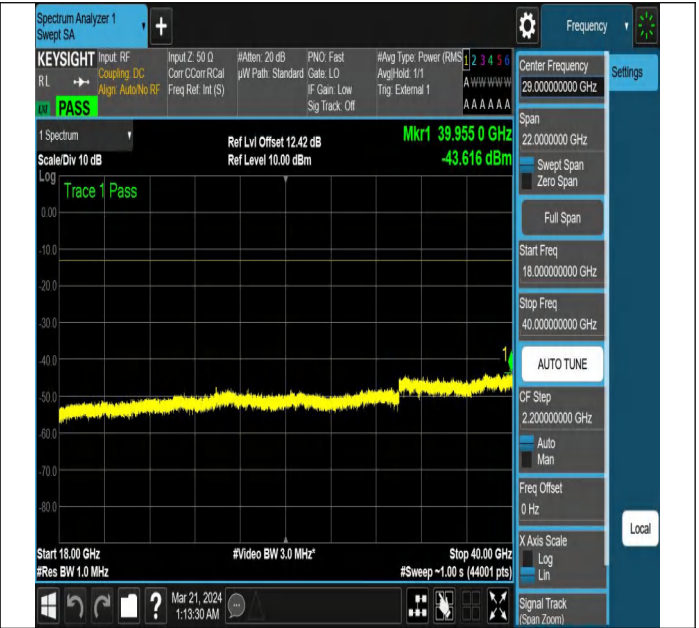 Spectrum Analyzer 1
Swept SA
+
Frequency
KEYSIGHT
RL
PASS
Input: RF
Coupling: DC
Align: Auto/No RF
Input Z: 50 Ω
Corr CCorr RCal
Freq Ref: Int (S)
#Atten: 20 dB
µW Path: Standard
PNO: Fast
Gate: LO
IF Gain: Low
Sig Track: Off
#Avg Type: Power (RMS
Avg|Hold: 1/1
Trig: External 1
1 2 3 4 5 6
A W W W W W
A A A A A A
1 Spectrum
Scale/Div 10 dB
Ref Lvl Offset 12.42 dB
Ref Level 10.00 dBm
Mkr1 39.955 0 GHz
-43.616 dBm
Log
Trace 1 Pass
0.00
-10.0
-20.0
-30.0
-40.0
-50.0
-60.0
-70.0
-80.0
1
Start 18.00 GHz
#Res BW 1.0 MHz
#Video BW 3.0 MHz*
Stop 40.00 GHz
#Sweep ~1.00 s (44001 pts)
Mar 21, 2024
1:13:30 AM
?
Center Frequency
29.000000000 GHz
Settings
Span
22.0000000 GHz
Swept Span
Zero Span
Full Span
Start Freq
18.000000000 GHz
Stop Freq
40.000000000 GHz
AUTO TUNE
CF Step
2.200000000 GHz
Auto
Man
Freq Offset
0 Hz
X Axis Scale
Log
Lin
Local
Signal Track
(Span Zoom)